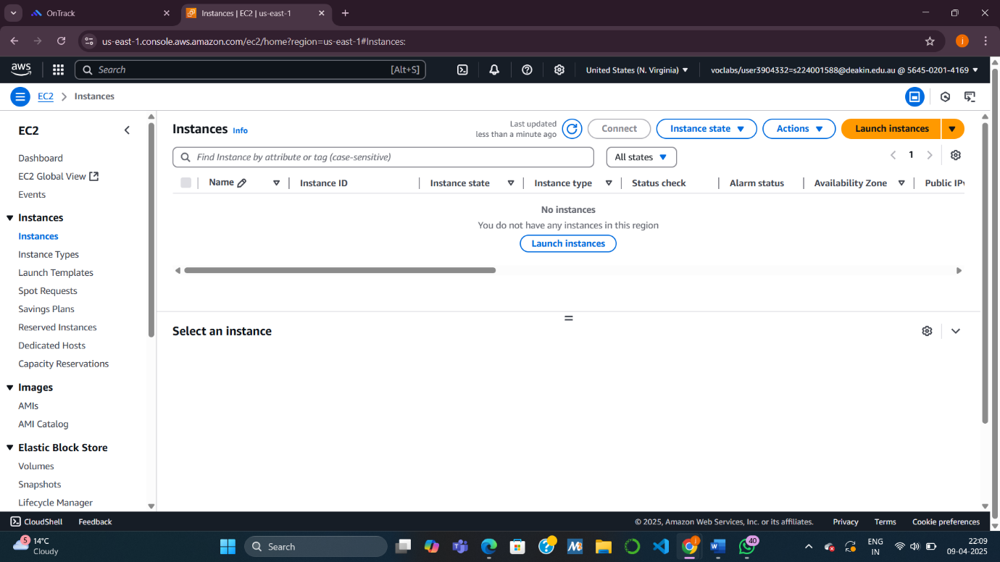 OnTrack
Instances | EC2 | us-east-1
us-east-1.console.aws.amazon.com/ec2/home?region=us-east-1#Instances:
j
aws
Search [Alt+S]
United States (N. Virginia)
voclabs/user3904332=s224001588@deakin.edu.au @ 5645-0201-4169
EC2
Instances
EC2
Dashboard
EC2 Global View
Events
Instances
Instances
Instance Types
Launch Templates
Spot Requests
Savings Plans
Reserved Instances
Dedicated Hosts
Capacity Reservations
Images
AMIs
AMI Catalog
Elastic Block Store
Volumes
Snapshots
Lifecycle Manager
Instances Info
Last updated
less than a minute ago
Connect
Instance state
Actions
Launch instances
Find Instance by attribute or tag (case-sensitive)
All states
1
Name Instance ID Instance state Instance type Status check Alarm status Availability Zone Public IPv
No instances
You do not have any instances in this region
Launch instances
Select an instance
CloudShell Feedback
© 2025, Amazon Web Services, Inc. or its affiliates. Privacy Terms Cookie preferences
5
14°C
Cloudy
Search
40
ENG
IN
22:09
09-04-2025